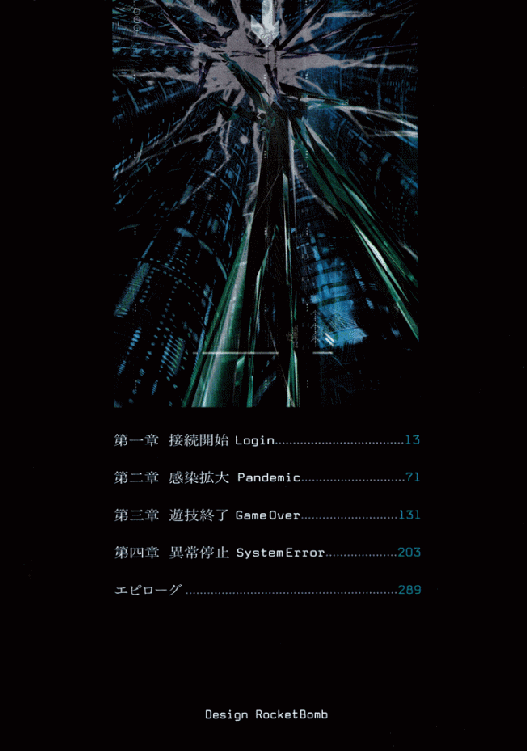 第一章 接続開始 Login......................................13
第二章 感染拡大 Pandemic..............................71
第三章 遊技終了 GameOver............................131
第四章 異常停止 SystemError.....................203
エピローグ...............................................................289
Design RocketBomb